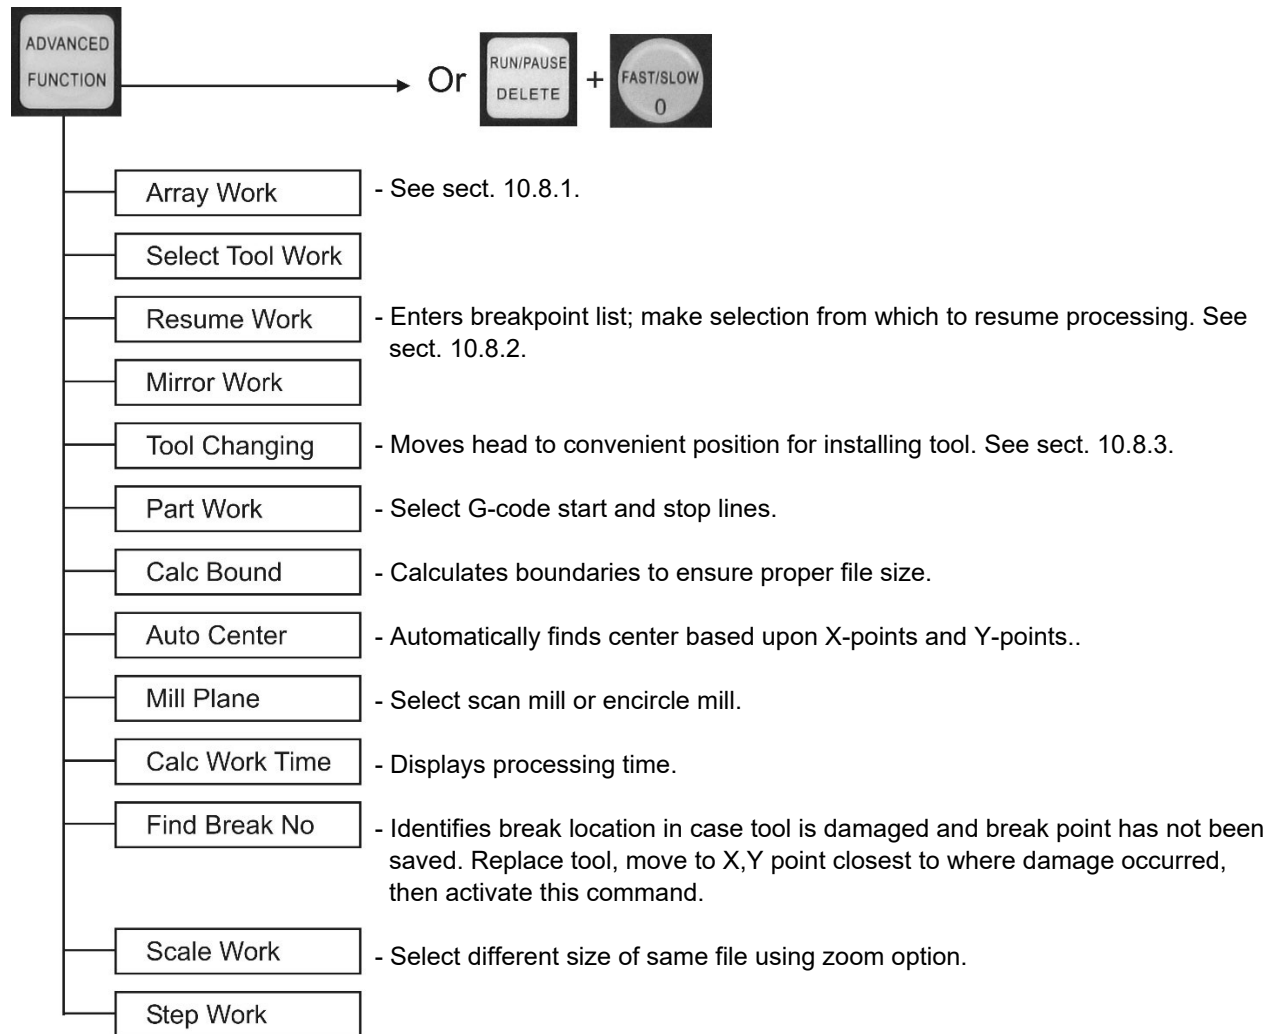 ADVANCED
FUNCTION
Or
RUN/PAUSE
DELETE
+
FAST/SLOW
0
Array Work
- See sect. 10.8.1.
Select Tool Work
Resume Work
- Enters breakpoint list; make selection from which to resume processing. See
sect. 10.8.2.
Mirror Work
Tool Changing
- Moves head to convenient position for installing tool. See sect. 10.8.3.
Part Work
- Select G-code start and stop lines.
Calc Bound
- Calculates boundaries to ensure proper file size.
Auto Center
- Automatically finds center based upon X-points and Y-points..
Mill Plane
- Select scan mill or encircle mill.
Calc Work Time
- Displays processing time.
Find Break No
- Identifies break location in case tool is damaged and break point has not been
saved. Replace tool, move to X,Y point closest to where damage occurred,
then activate this command.
Scale Work
- Select different size of same file using zoom option.
Step Work